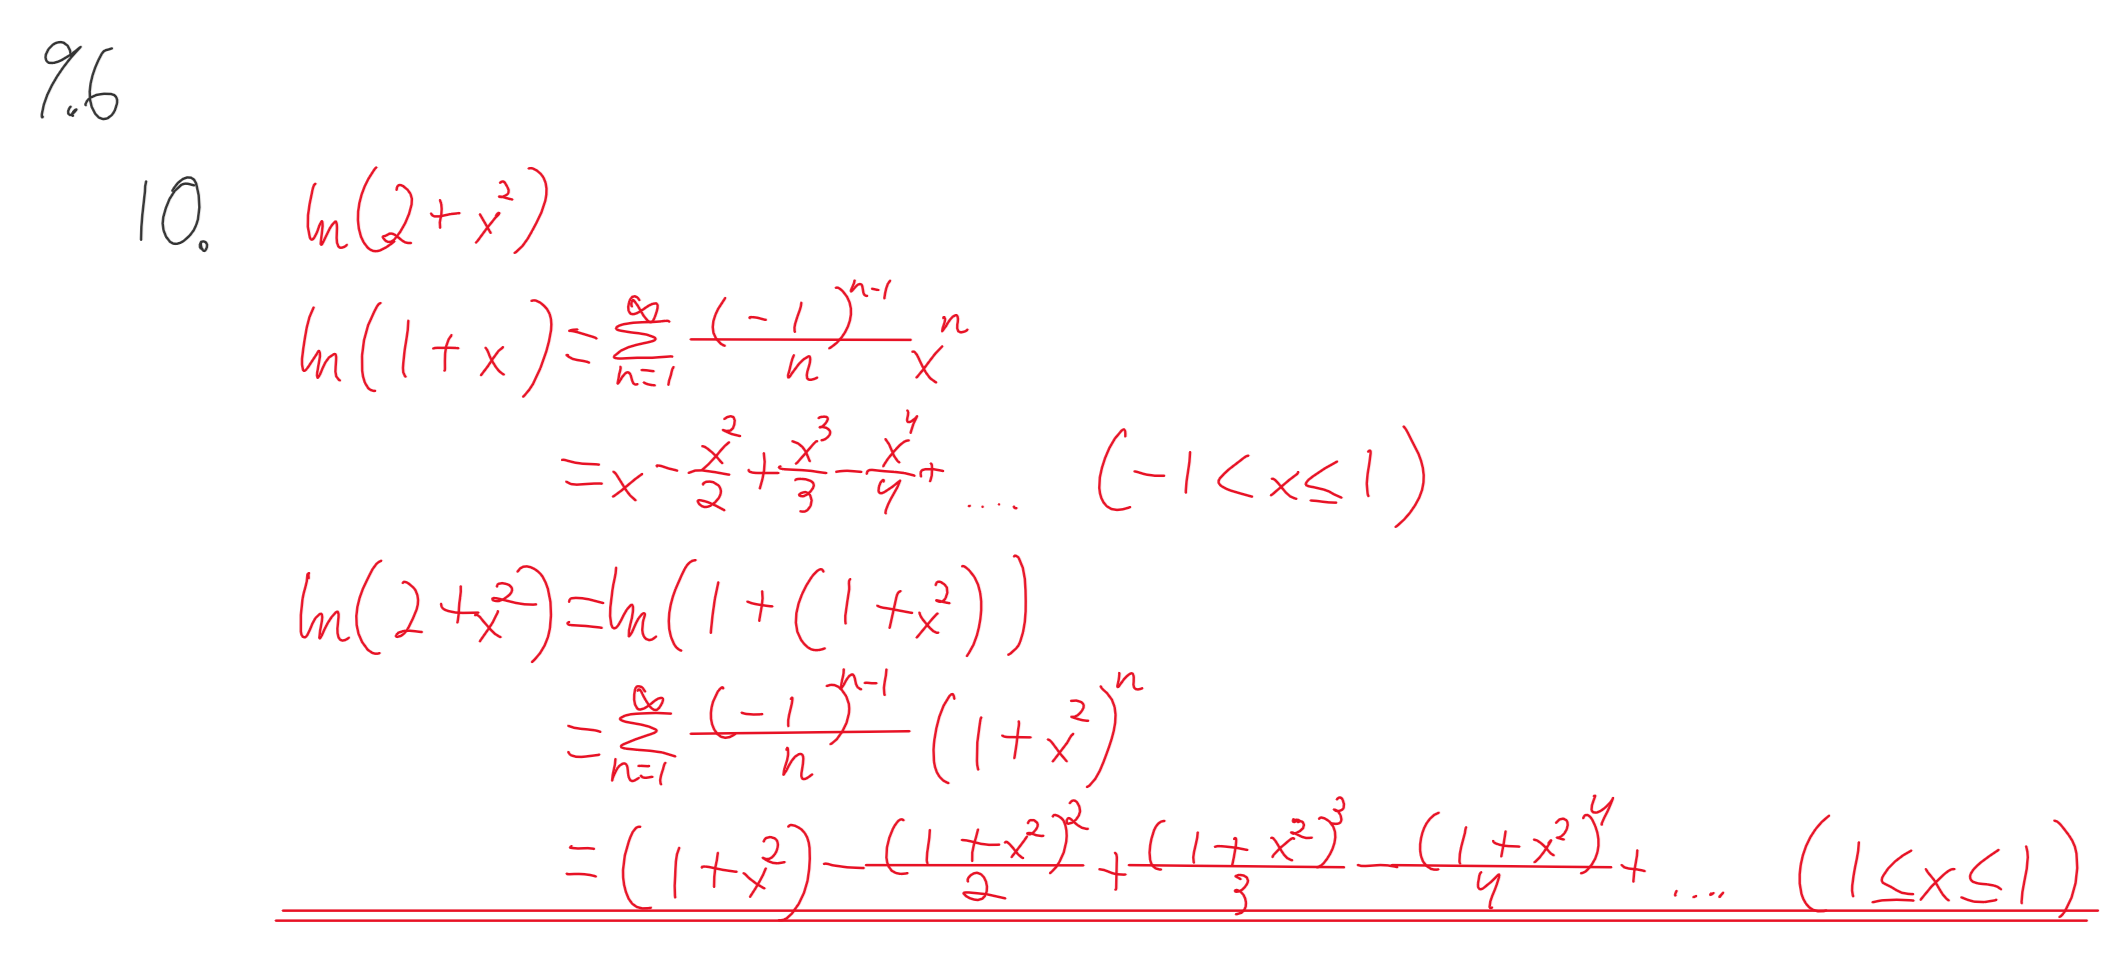 9.6
10. ln(2+x²)
ln(1+x) = ∑_{n=1}^{∞} (-1)^{n-1}/n x^n
= x - x²/2 + x³/3 - x⁴/4 + .... (-1 < x ≤ 1)
ln(2+x²) = ln(1+(1+x²))
= ∑_{n=1}^{∞} (-1)^{n-1}/n (1+x²)^n
= (1+x²) - (1+x²)²/2 + (1+x²)³/3 - (1+x²)⁴/4 + .... (1 ≤ x ≤ 1)